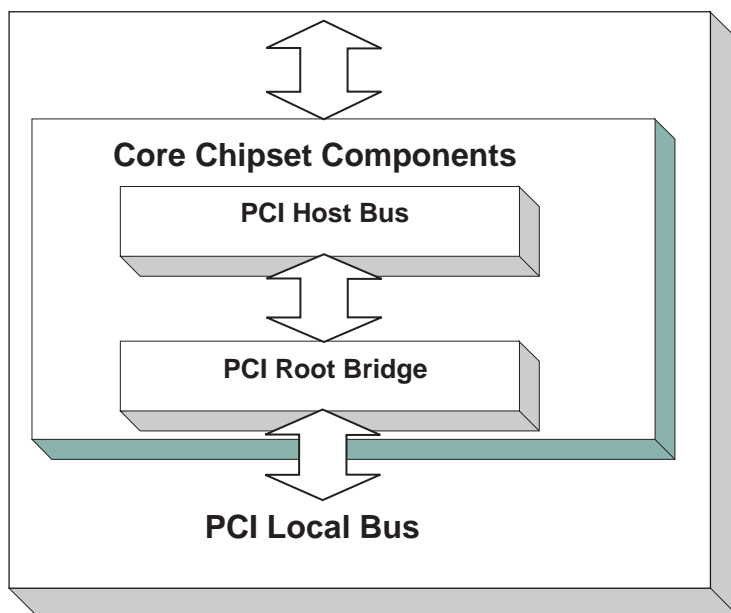 Core Chipset Components
PCI Host Bus
PCI Root Bridge
PCI Local Bus